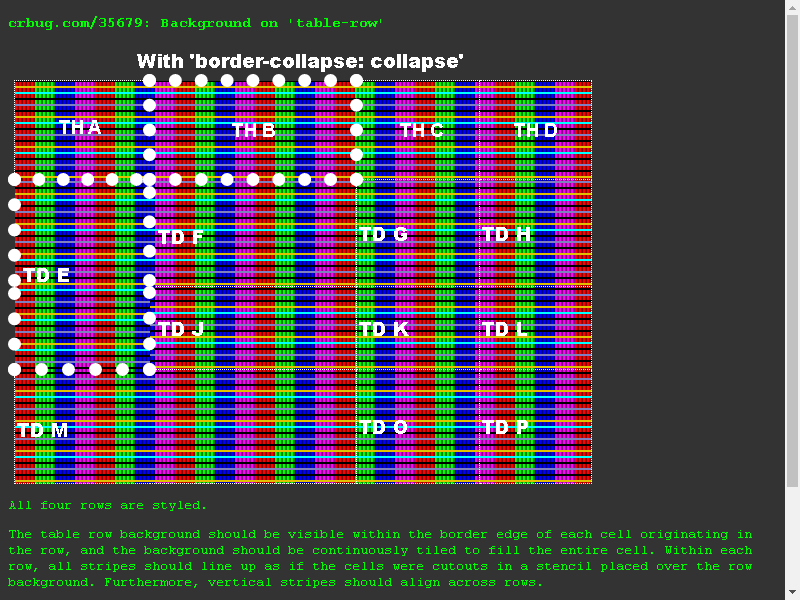 crbug.com/35679: Background on 'table-row'
With 'border-collapse: collapse'
TH A TH B TH C TH D
TD E TD F TD G TD H
TD J TD K TD L
TD M TD O TD P
All four rows are styled.
The table row background should be visible within the border edge of each cell originating in
the row, and the background should be continuously tiled to fill the entire cell. Within each
row, all stripes should line up as if the cells were cutouts in a stencil placed over the row
background. Furthermore, vertical stripes should align across rows.